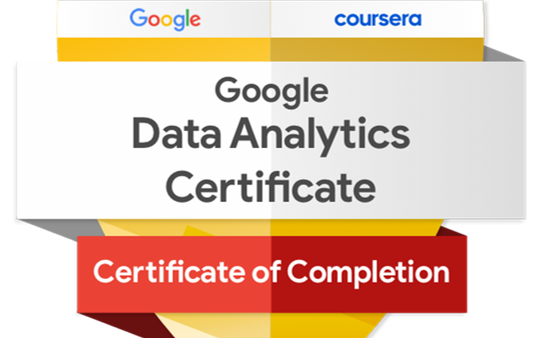 Google coursera
Google
Data Analytics
Certificate
Certificate of Completion